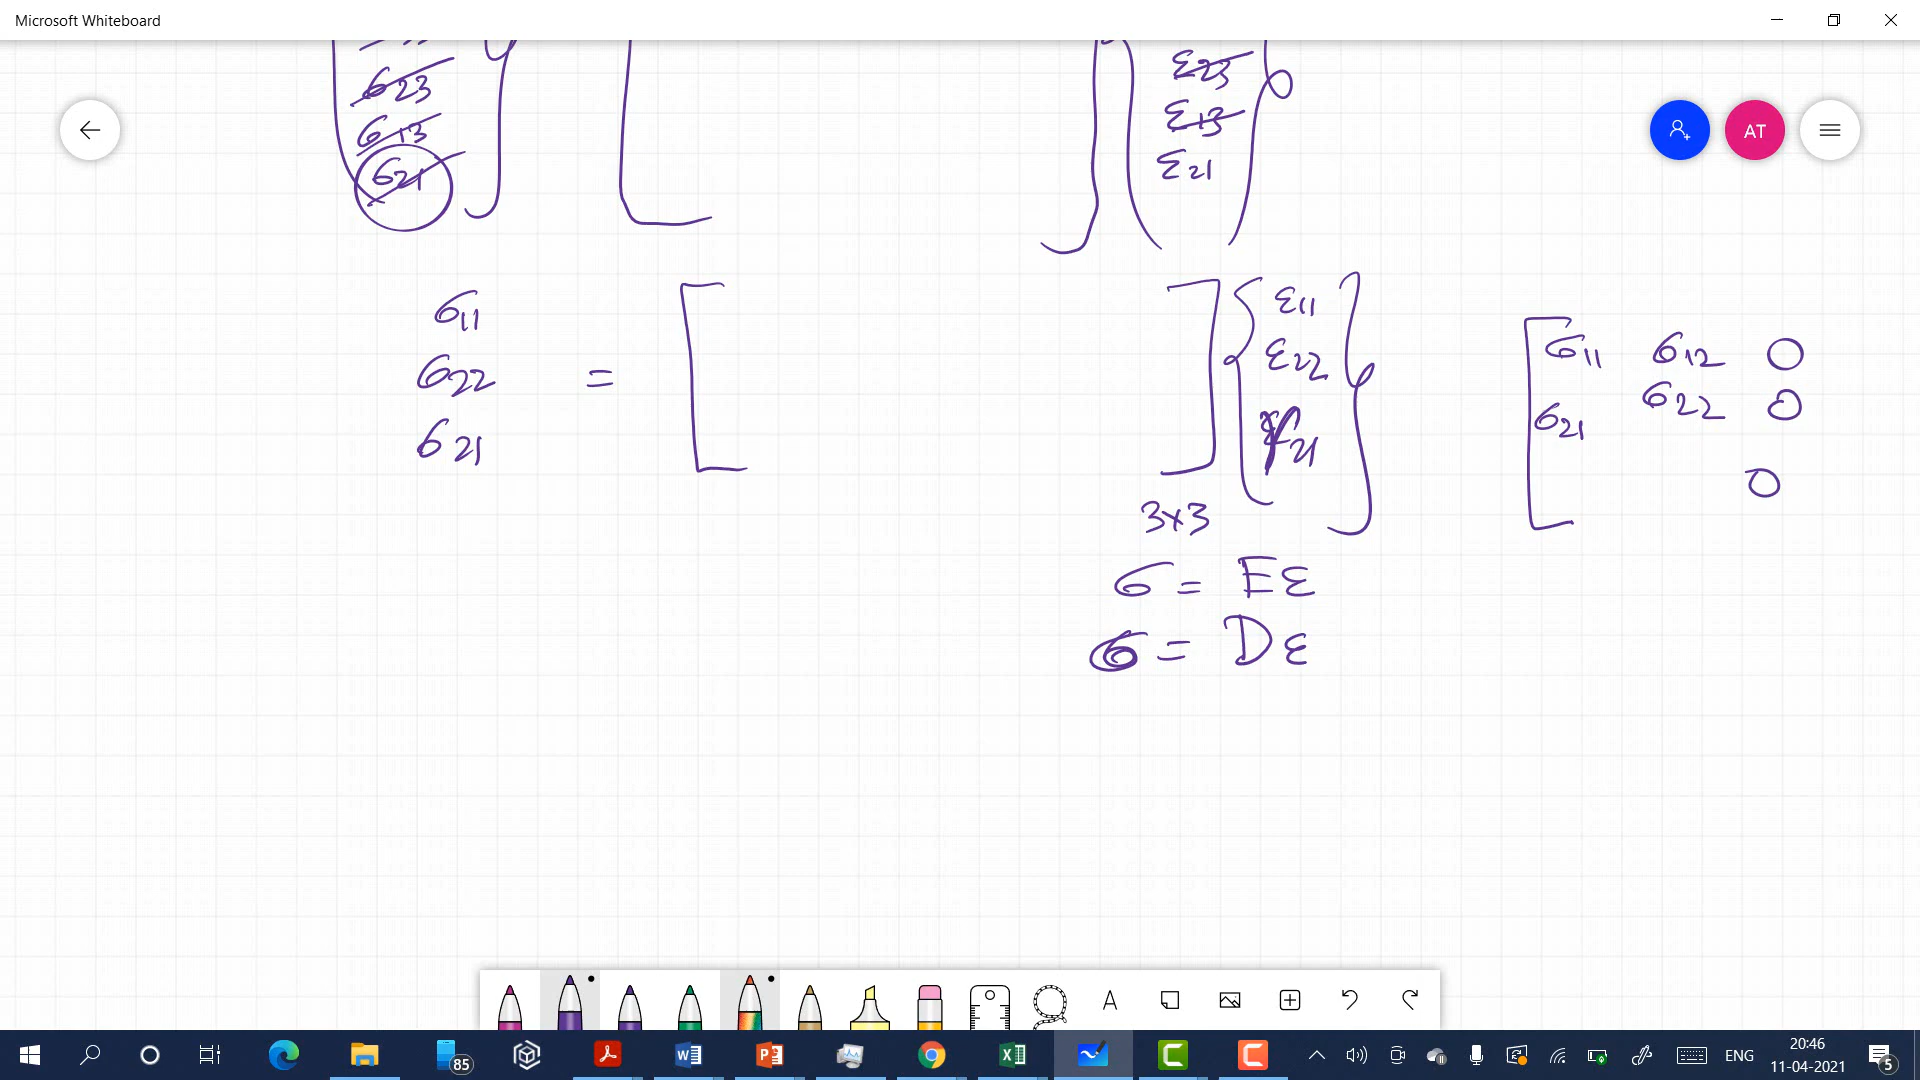 Microsoft Whiteboard
σ23 ε23
σ13 ε13
σ21 ε21
AT
σ11 ε11
σ22 = ε22
σ21 γ21
3×3
σ11 σ12 0
σ21 σ22 0
0
σ = Eε
σ = Dε
85
ENG
20:46
11-04-2021
5